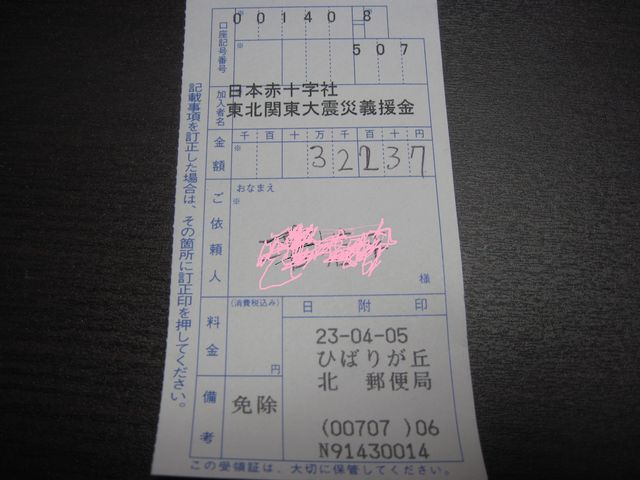 口座記号番号
00140 8
507
加入者名
日本赤十字社
東北関東大震災義援金
金額
千百十万千百十円
32237
ご依頼人
おなまえ
※
様
料金
(消費税込み)
円
日附印
23-04-05
ひばりが丘
北 郵便局
(00707 )06
N91430014
備考
免除
記載事項を訂正した場合は、その箇所に訂正印を押してください。
この受領証は、大切に保管してください。